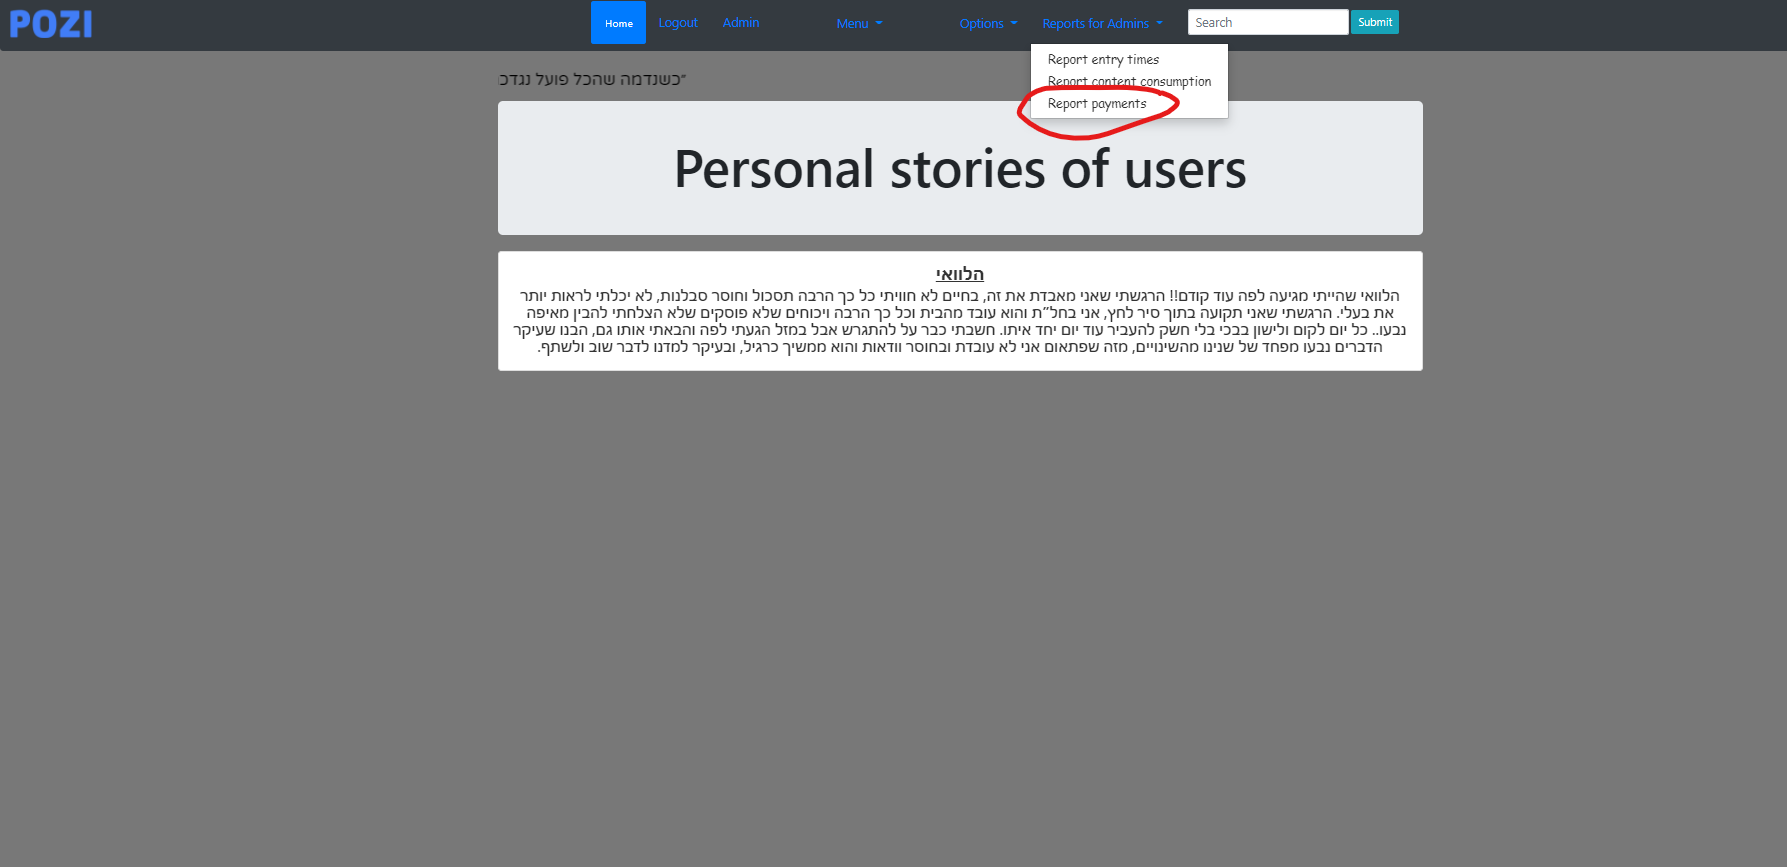 POZI
Home
Logout
Admin
Menu
Options
Reports for Admins
Search
Submit
Report entry times
Report content consumption
Report payments
"כשנדמה שהכל פועל נגדכ
Personal stories of users
הלוואי
הלוואי שהייתי מגיעה לפה עוד קודם!! הרגשתי שאני מאבדת את זה, בחיים לא חוויתי כל כך הרבה תסכול וחוסר סבלנות, לא יכלתי לראות יותר
את בעלי. הרגשתי שאני תקועה בתוך סיר לחץ, אני בחל"ת והוא עובד מהבית וכל כך הרבה ויכוחים שלא פוסקים שלא הצלחתי להבין מאיפה
נבעו.. כל יום לקום ולישון בבכי בלי חשק להעביר עוד יום יחד איתו. חשבתי כבר על להתגרש אבל במזל הגעתי לפה והבאתי אותו גם, הבנו שעיקר
הדברים נבעו מפחד של שנינו מהשינויים, מזה שפתאום אני לא עובדת ובחוסר וודאות והוא ממשיך כרגיל, ובעיקר למדנו לדבר שוב ולשתף.